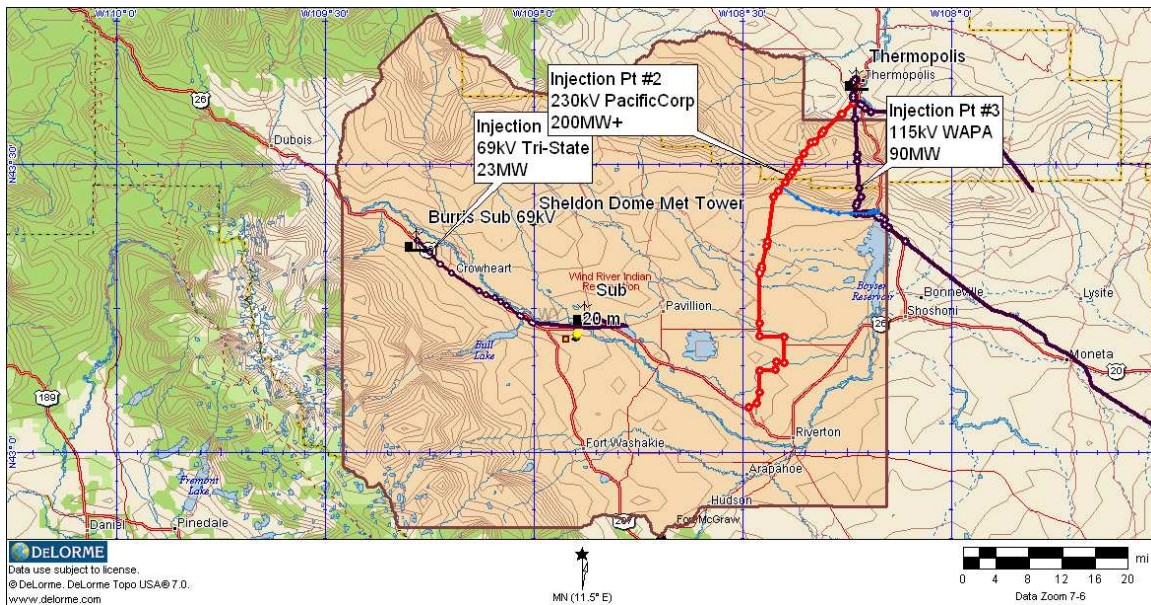 W110° 0'
W109° 30'
W109° 0'
W108° 30'
W108° 0'
Thermopolis
Thermopolis
Injection Pt #2
230kV PacificCorp
200MW+
Injection Pt #3
115kV WAPA
90MW
Injection
69kV Tri-State
23MW
26
Dubois
N43° 30'
Sheldon Dome Met Tower
Burris Sub 69kV
Crowheart
Wind River Indian
Sub
Pavillion
Boysen
Reservoir
Bonneville
Lysite
20 m
26
Shoshoni
Bull
Lake
Moneta
20
189
Riverton
N43° 0'
Fort Washakie
Arapahoe
Fremont
Lake
Hudson
Daniel
Pinedale
287
Fort McGraw
DELORME
Data use subject to license.
© DeLorme. DeLorme Topo USA® 7.0.
www.delorme.com
MN (11.5° E)
mi
0 4 8 12 16 20
Data Zoom 7-6